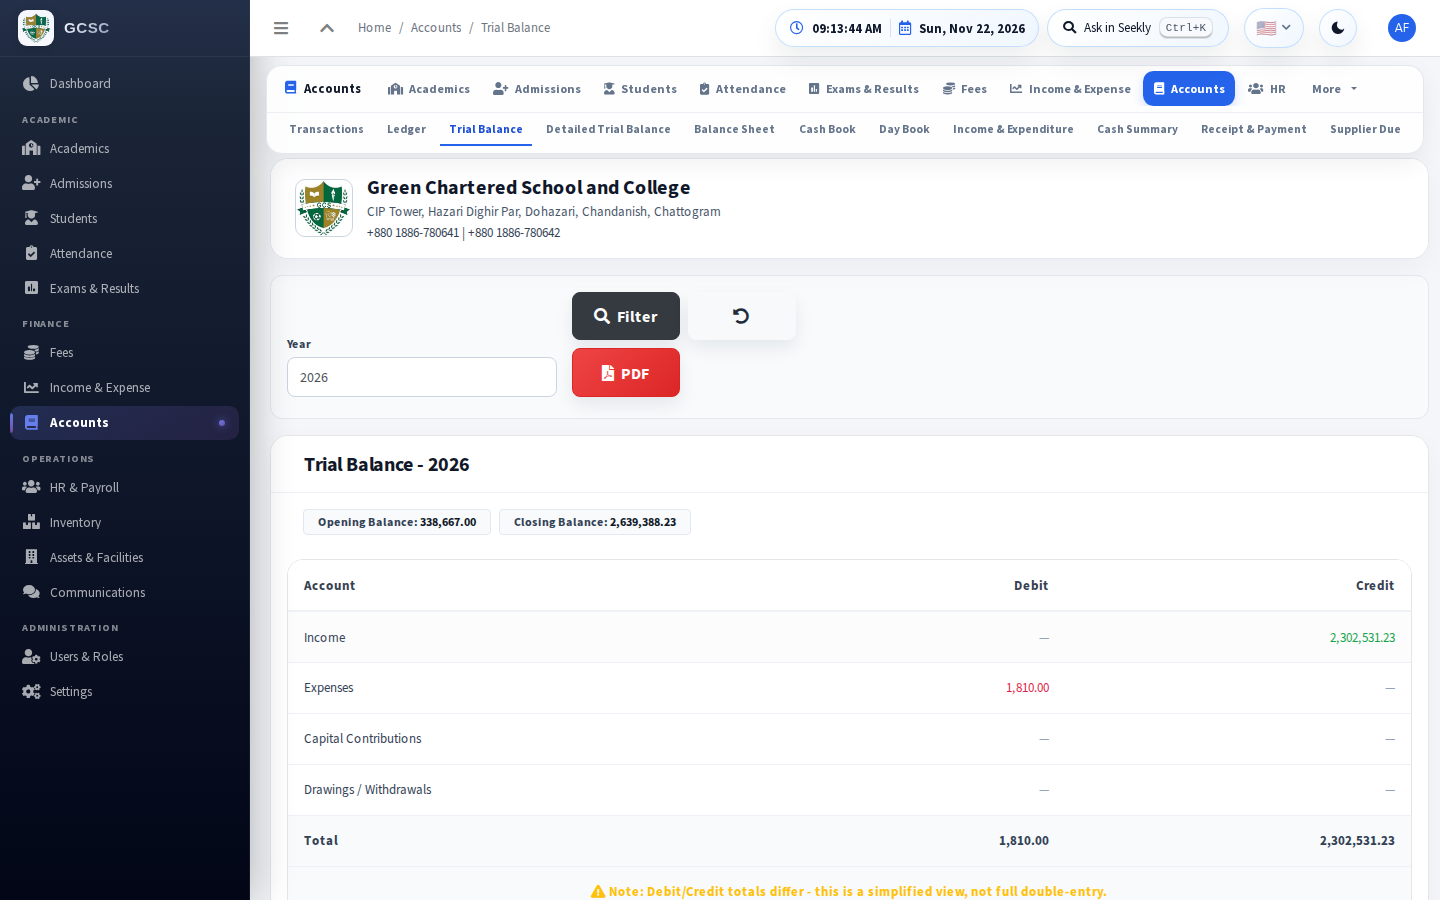 GCSC
Home / Accounts / Trial Balance
09:13:44 AM
Sun, Nov 22, 2026
Ask in Seekly
Ctrl+K
AF
Dashboard
ACADEMIC
Academics
Admissions
Students
Attendance
Exams & Results
FINANCE
Fees
Income & Expense
Accounts
OPERATIONS
HR & Payroll
Inventory
Assets & Facilities
Communications
ADMINISTRATION
Users & Roles
Settings
Accounts
Academics
Admissions
Students
Attendance
Exams & Results
Fees
Income & Expense
Accounts
HR
More
Transactions
Ledger
Trial Balance
Detailed Trial Balance
Balance Sheet
Cash Book
Day Book
Income & Expenditure
Cash Summary
Receipt & Payment
Supplier Due
Green Chartered School and College
CIP Tower, Hazari Dighir Par, Dohazari, Chandanish, Chattogram
+880 1886-780641 | +880 1886-780642
Year
2026
Filter
PDF
Trial Balance - 2026
Opening Balance: 338,667.00
Closing Balance: 2,639,388.23
Account Debit Credit
Income — 2,302,531.23
Expenses 1,810.00 —
Capital Contributions — —
Drawings / Withdrawals — —
Total 1,810.00 2,302,531.23
Note: Debit/Credit totals differ - this is a simplified view, not full double-entry.